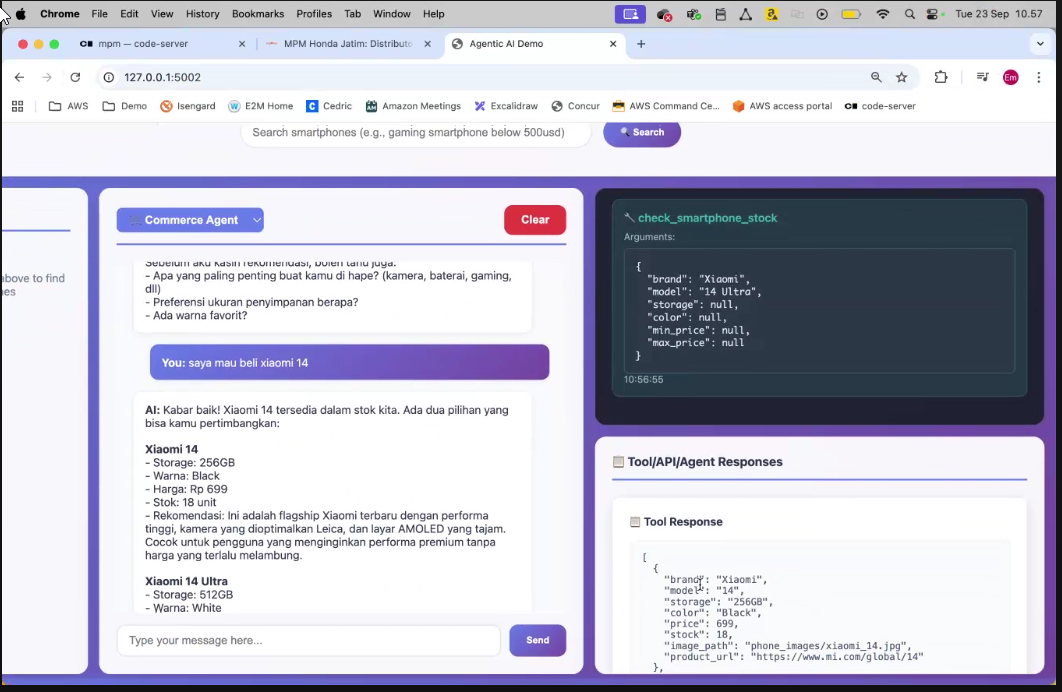 Chrome File Edit View History Bookmarks Profiles Tab Window Help
Tue 23 Sep 10.57
mpm — code-server
MPM Honda Jatim: Distributo
Agentic AI Demo
127.0.0.1:5002
Em
AWS
Demo
Isengard
E2M Home
Cedric
Amazon Meetings
Excalidraw
Concur
AWS Command Ce...
AWS access portal
code-server
Search smartphones (e.g., gaming smartphone below 500usd)
Search
above to find
nes
Commerce Agent
Clear
Sebelum aku kasih rekomendasi, boleh tahu juga:
- Apa yang paling penting buat kamu di hape? (kamera, baterai, gaming,
dll)
- Preferensi ukuran penyimpanan berapa?
- Ada warna favorit?
You: saya mau beli xiaomi 14
AI: Kabar baik! Xiaomi 14 tersedia dalam stok kita. Ada dua pilihan yang
bisa kamu pertimbangkan:
Xiaomi 14
- Storage: 256GB
- Warna: Black
- Harga: Rp 699
- Stok: 18 unit
- Rekomendasi: Ini adalah flagship Xiaomi terbaru dengan performa
tinggi, kamera yang dioptimalkan Leica, dan layar AMOLED yang tajam.
Cocok untuk pengguna yang menginginkan performa premium tanpa
harga yang terlalu melambung.
Xiaomi 14 Ultra
- Storage: 512GB
- Warna: White
Type your message here...
Send
check_smartphone_stock
Arguments:
{
"brand": "Xiaomi",
"model": "14 Ultra",
"storage": null,
"color": null,
"min_price": null,
"max_price": null
}
10:56:55
Tool/API/Agent Responses
Tool Response
[
{
"brand": "Xiaomi",
"model": "14",
"storage": "256GB",
"color": "Black",
"price": 699,
"stock": 18,
"image_path": "phone_images/xiaomi_14.jpg",
"product_url": "https://www.mi.com/global/14"
},